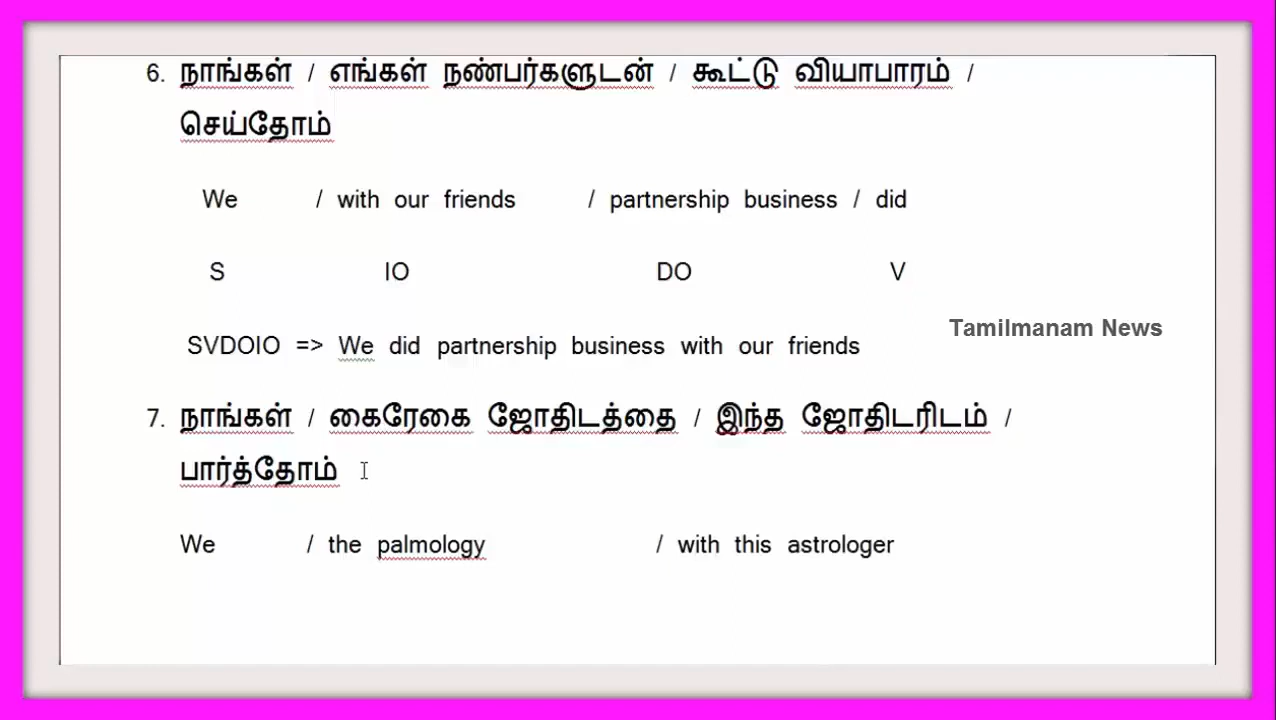 6. நாங்கள் / எங்கள் நண்பர்களுடன் / கூட்டு வியாபாரம் /
செய்தோம்
We / with our friends / partnership business / did
S IO DO V
Tamilmanam News
SVDOIO => We did partnership business with our friends
7. நாங்கள் / கைரேகை ஜோதிடத்தை / இந்த ஜோதிடரிடம் /
பார்த்தோம்
We / the palmology / with this astrologer